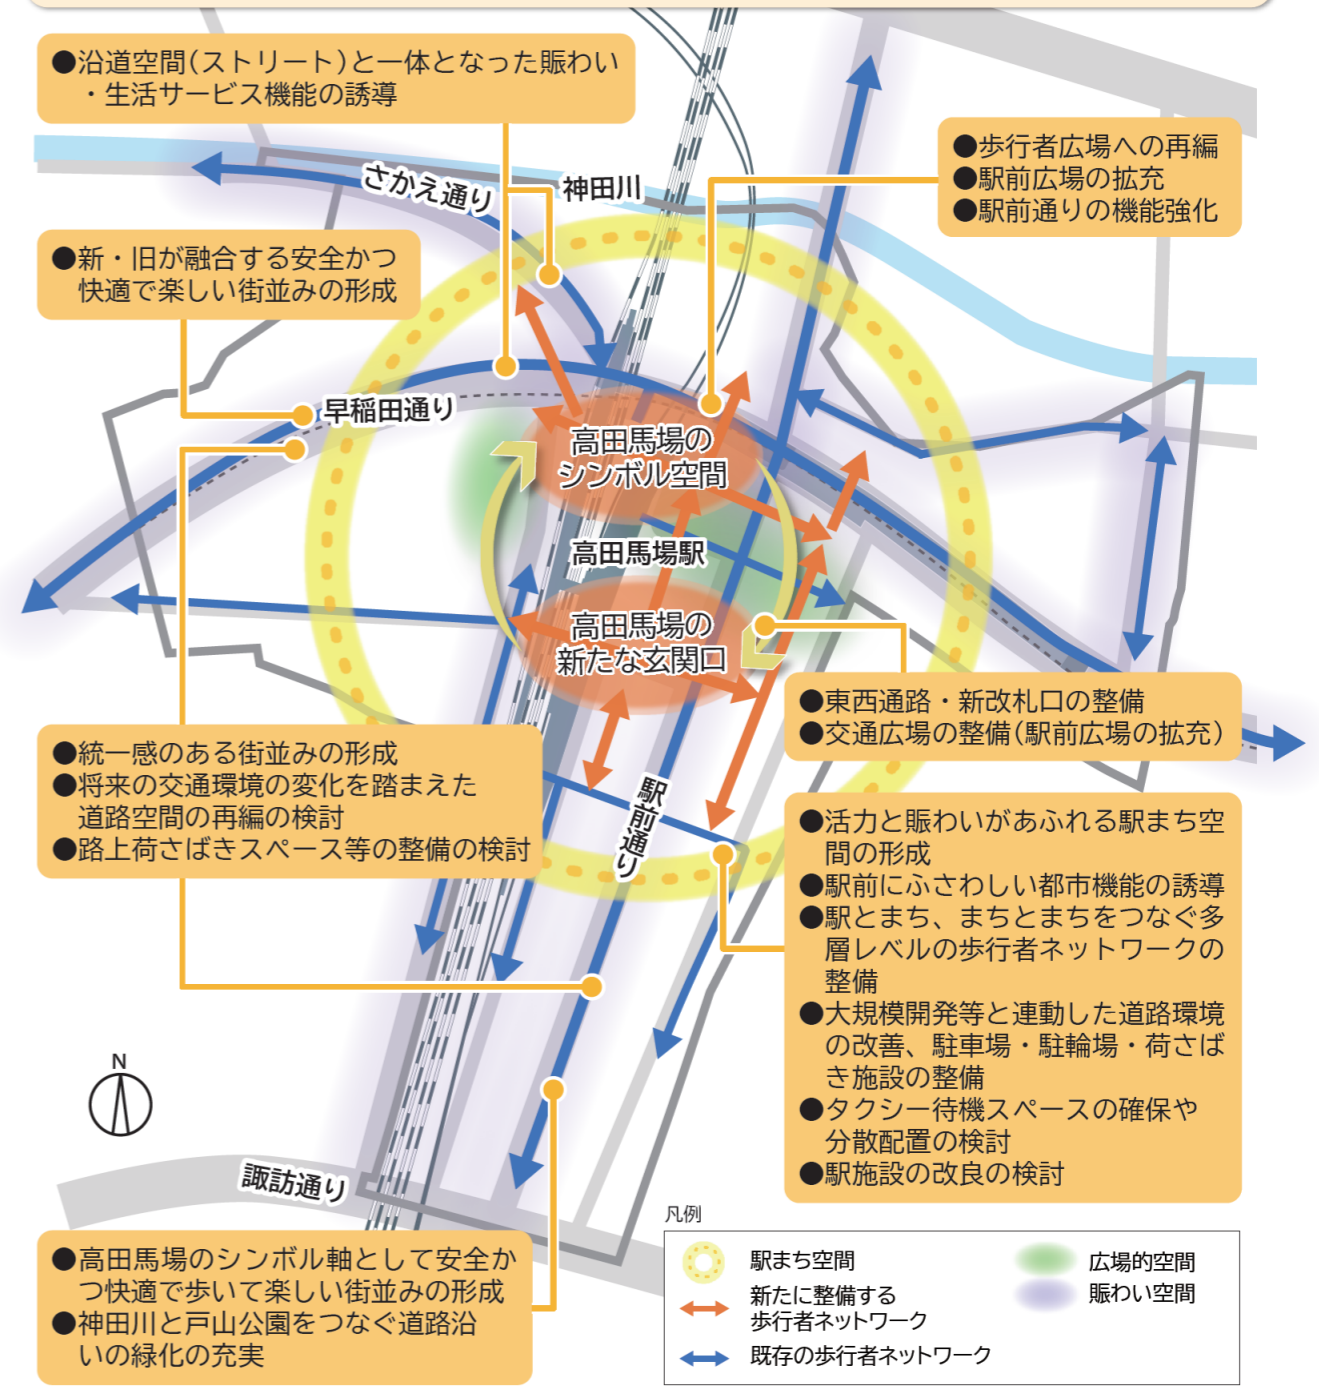 ●沿道空間(ストリート)と一体となった賑わい
・生活サービス機能の誘導
●歩行者広場への再編
●駅前広場の拡充
●駅前通りの機能強化
さかえ通り
神田川
●新・旧が融合する安全かつ
快適で楽しい街並みの形成
早稲田通り
高田馬場の
シンボル空間
高田馬場駅
高田馬場の
新たな玄関口
●東西通路・新改札口の整備
●交通広場の整備(駅前広場の拡充)
●統一感のある街並みの形成
●将来の交通環境の変化を踏まえた
道路空間の再編の検討
●路上荷さばきスペース等の整備の検討
駅前通り
●活力と賑わいがあふれる駅まち空
間の形成
●駅前にふさわしい都市機能の誘導
●駅とまち、まちとまちをつなぐ多
層レベルの歩行者ネットワークの
整備
●大規模開発等と連動した道路環境
の改善、駐車場・駐輪場・荷さば
き施設の整備
●タクシー待機スペースの確保や
分散配置の検討
●駅施設の改良の検討
N
諏訪通り
●高田馬場のシンボル軸として安全か
つ快適で歩いて楽しい街並みの形成
●神田川と戸山公園をつなぐ道路沿
いの緑化の充実
凡例
駅まち空間
新たに整備する
歩行者ネットワーク
既存の歩行者ネットワーク
広場的空間
賑わい空間